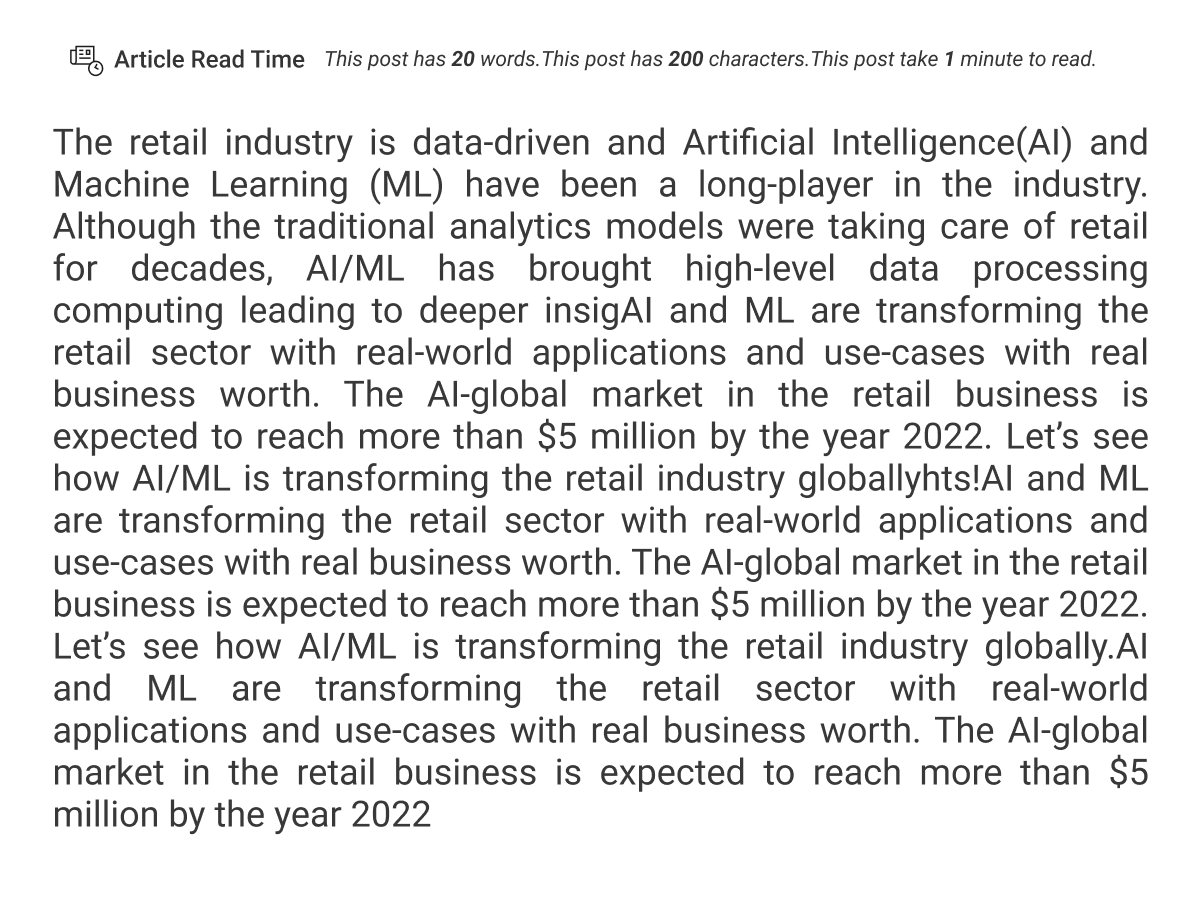 Article Read Time This post has 20 words.This post has 200 characters.This post take 1 minute to read.
The retail industry is data-driven and Artificial Intelligence(AI) and
Machine Learning (ML) have been a long-player in the industry.
Although the traditional analytics models were taking care of retail
for decades, AI/ML has brought high-level data processing
computing leading to deeper insigAI and ML are transforming the
retail sector with real-world applications and use-cases with real
business worth. The AI-global market in the retail business is
expected to reach more than $5 million by the year 2022. Let’s see
how AI/ML is transforming the retail industry globallyhts!AI and ML
are transforming the retail sector with real-world applications and
use-cases with real business worth. The AI-global market in the retail
business is expected to reach more than $5 million by the year 2022.
Let’s see how AI/ML is transforming the retail industry globally.AI
and ML are transforming the retail sector with real-world
applications and use-cases with real business worth. The AI-global
market in the retail business is expected to reach more than $5
million by the year 2022